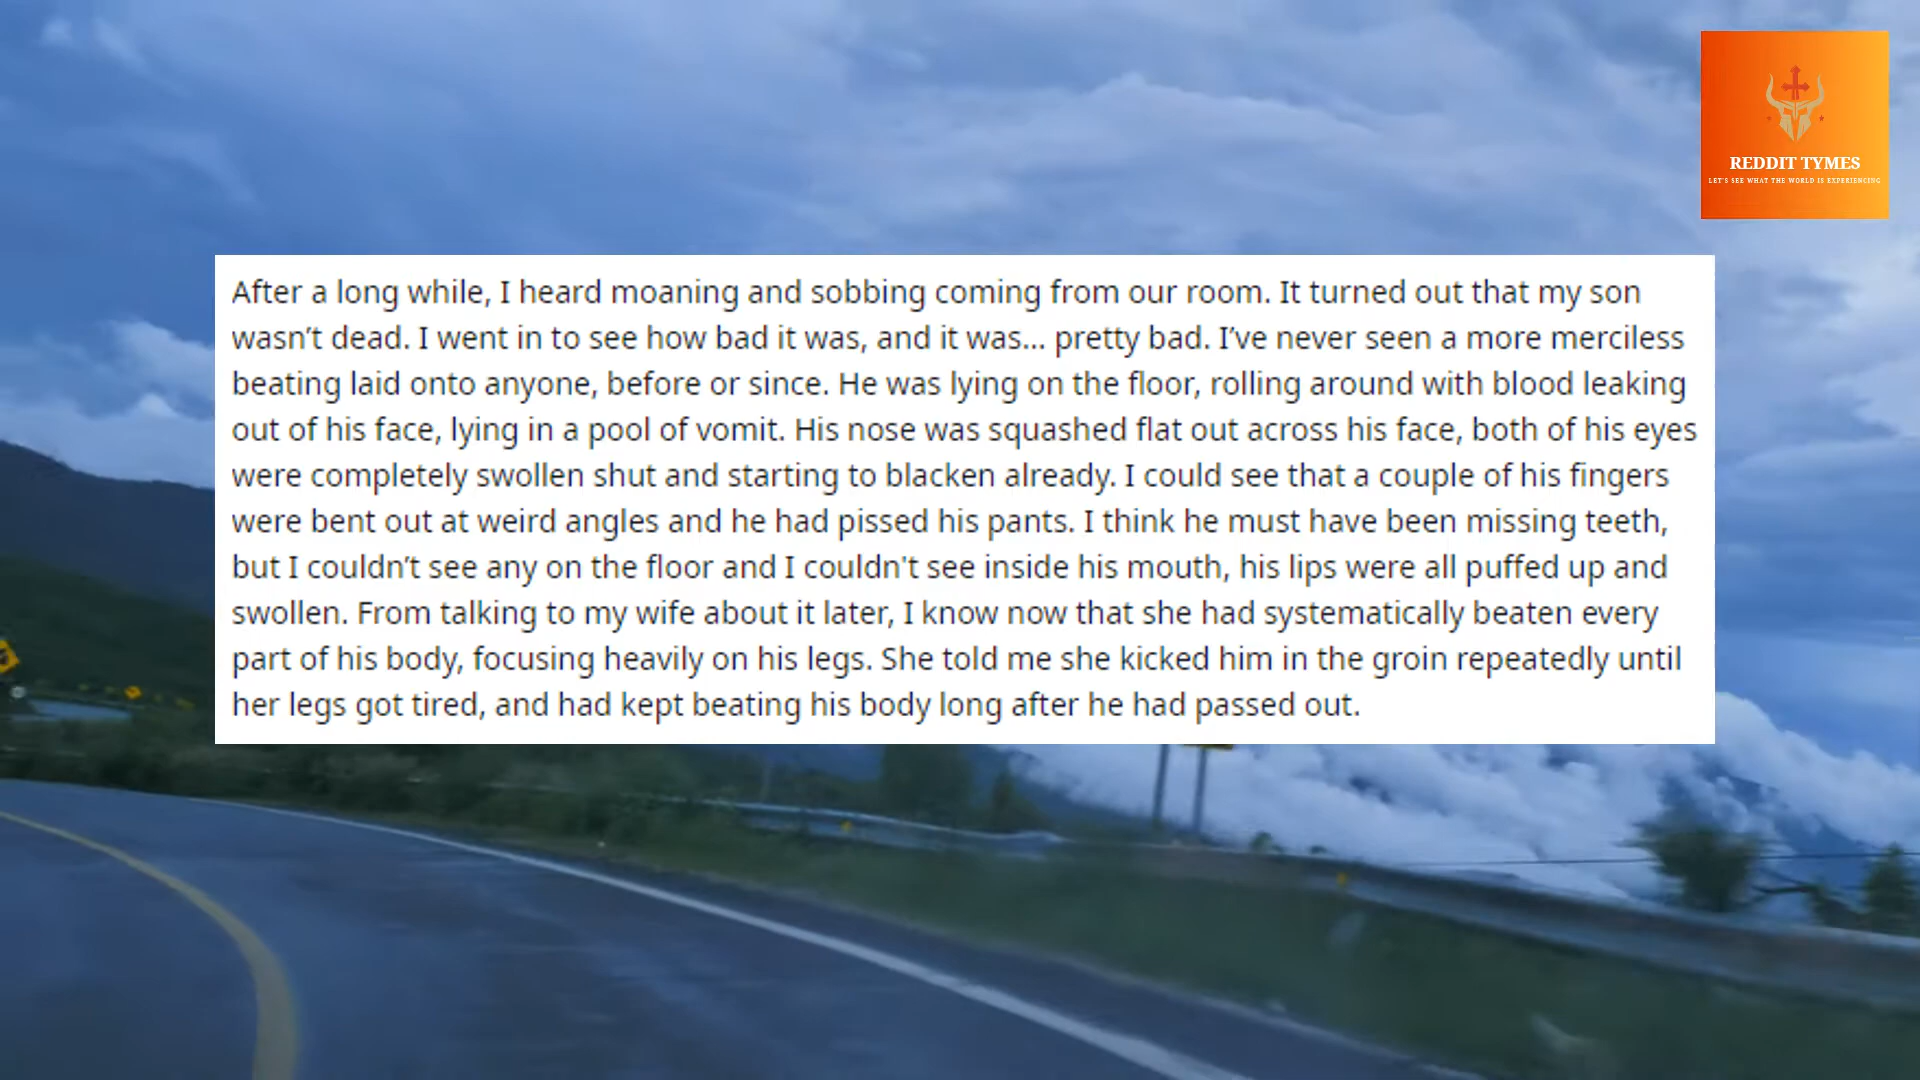 REDDIT TYMES
LET'S SEE WHAT THE WORLD IS EXPERIENCING
After a long while, I heard moaning and sobbing coming from our room. It turned out that my son
wasn’t dead. I went in to see how bad it was, and it was... pretty bad. I’ve never seen a more merciless
beating laid onto anyone, before or since. He was lying on the floor, rolling around with blood leaking
out of his face, lying in a pool of vomit. His nose was squashed flat out across his face, both of his eyes
were completely swollen shut and starting to blacken already. I could see that a couple of his fingers
were bent out at weird angles and he had pissed his pants. I think he must have been missing teeth,
but I couldn’t see any on the floor and I couldn't see inside his mouth, his lips were all puffed up and
swollen. From talking to my wife about it later, I know now that she had systematically beaten every
part of his body, focusing heavily on his legs. She told me she kicked him in the groin repeatedly until
her legs got tired, and had kept beating his body long after he had passed out.